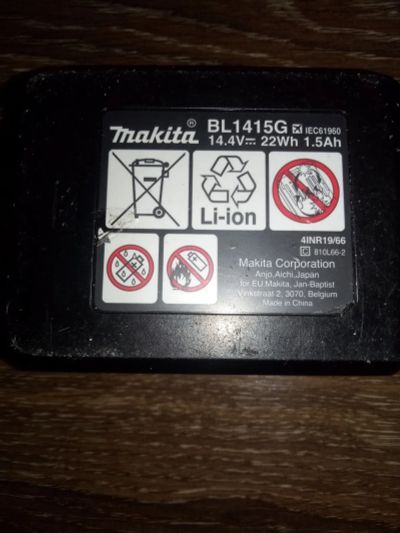 makita®
BL1415G IEC61960
14.4V 22Wh 1.5Ah
Li-ion
4INR19/66
C 810L66-2
Makita Corporation
Anjo,Aichi,Japan
for EU Makita, Jan-Baptist
Vinkstraat 2, 3070, Belgium
Made in China